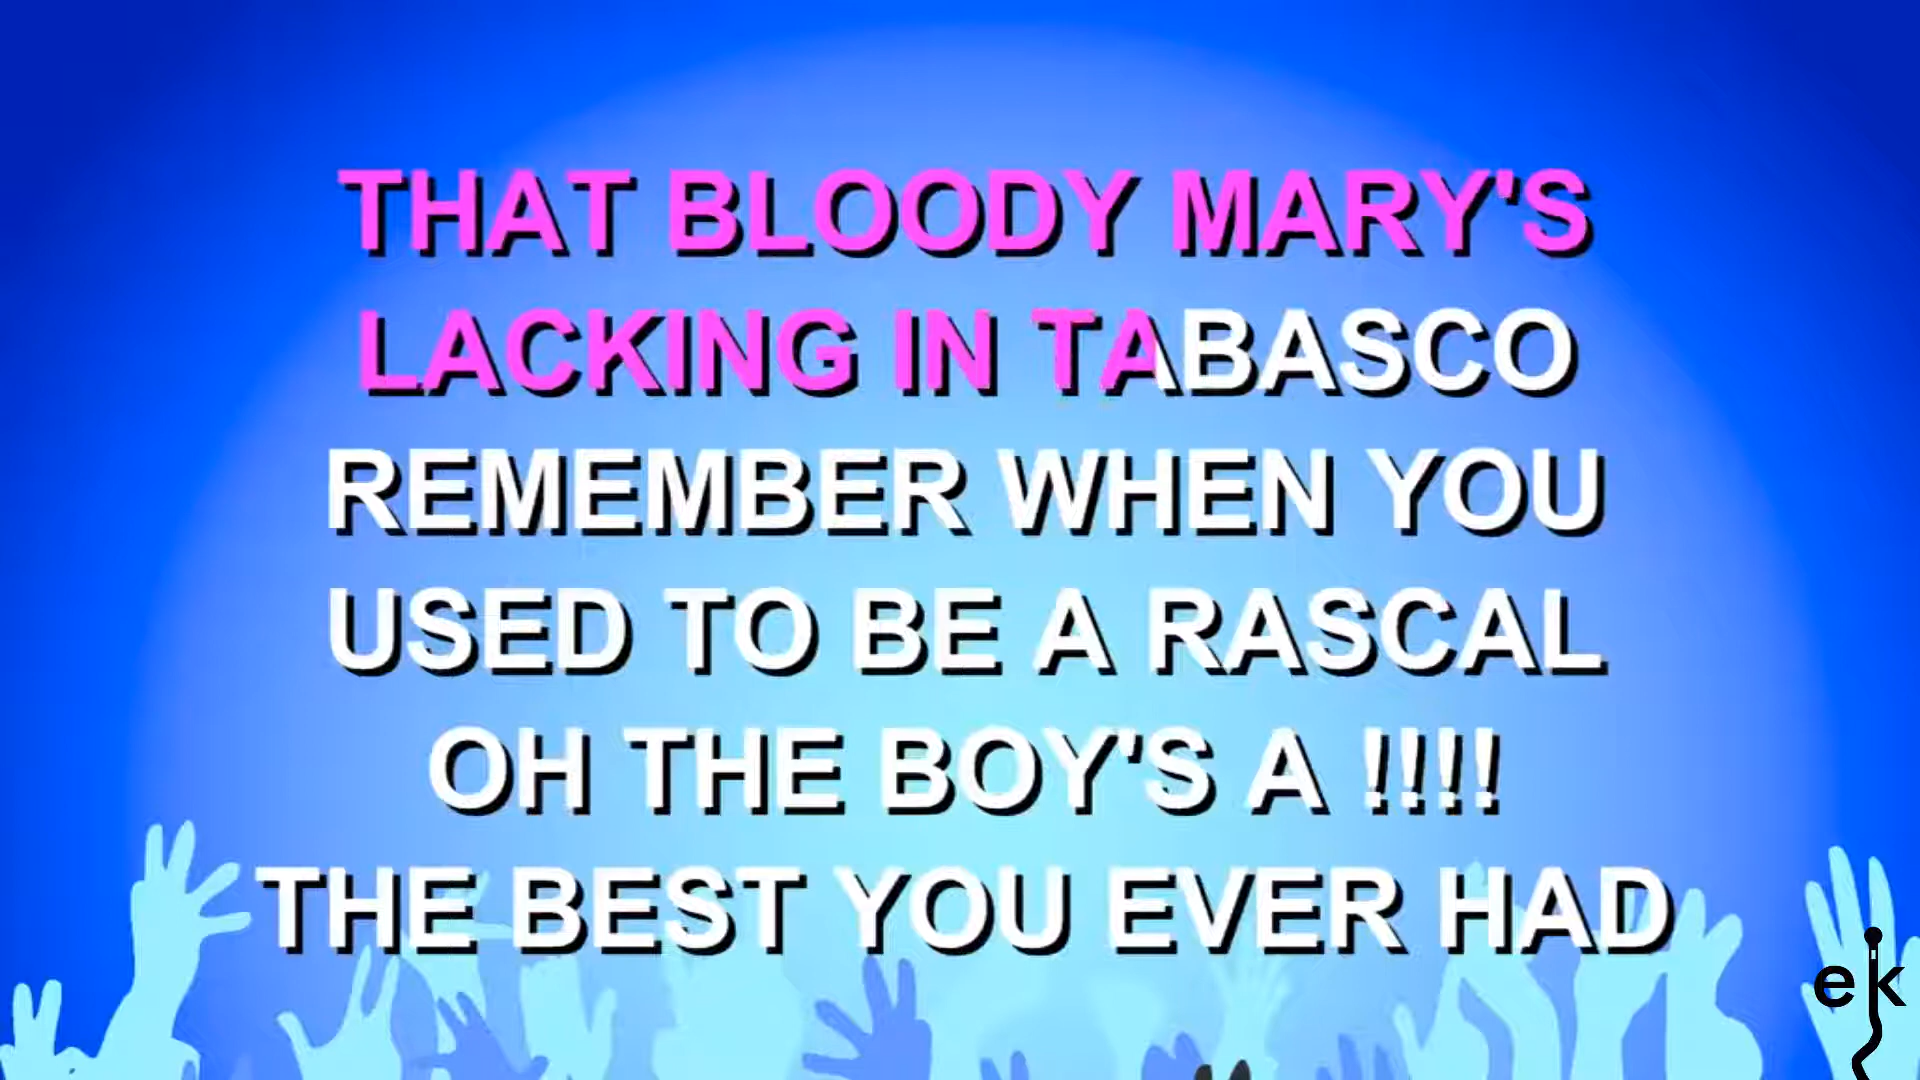 THAT BLOODY MARY'S
LACKING IN TABASCO
REMEMBER WHEN YOU
USED TO BE A RASCAL
OH THE BOY'S A !!!!
THE BEST YOU EVER HAD
ek